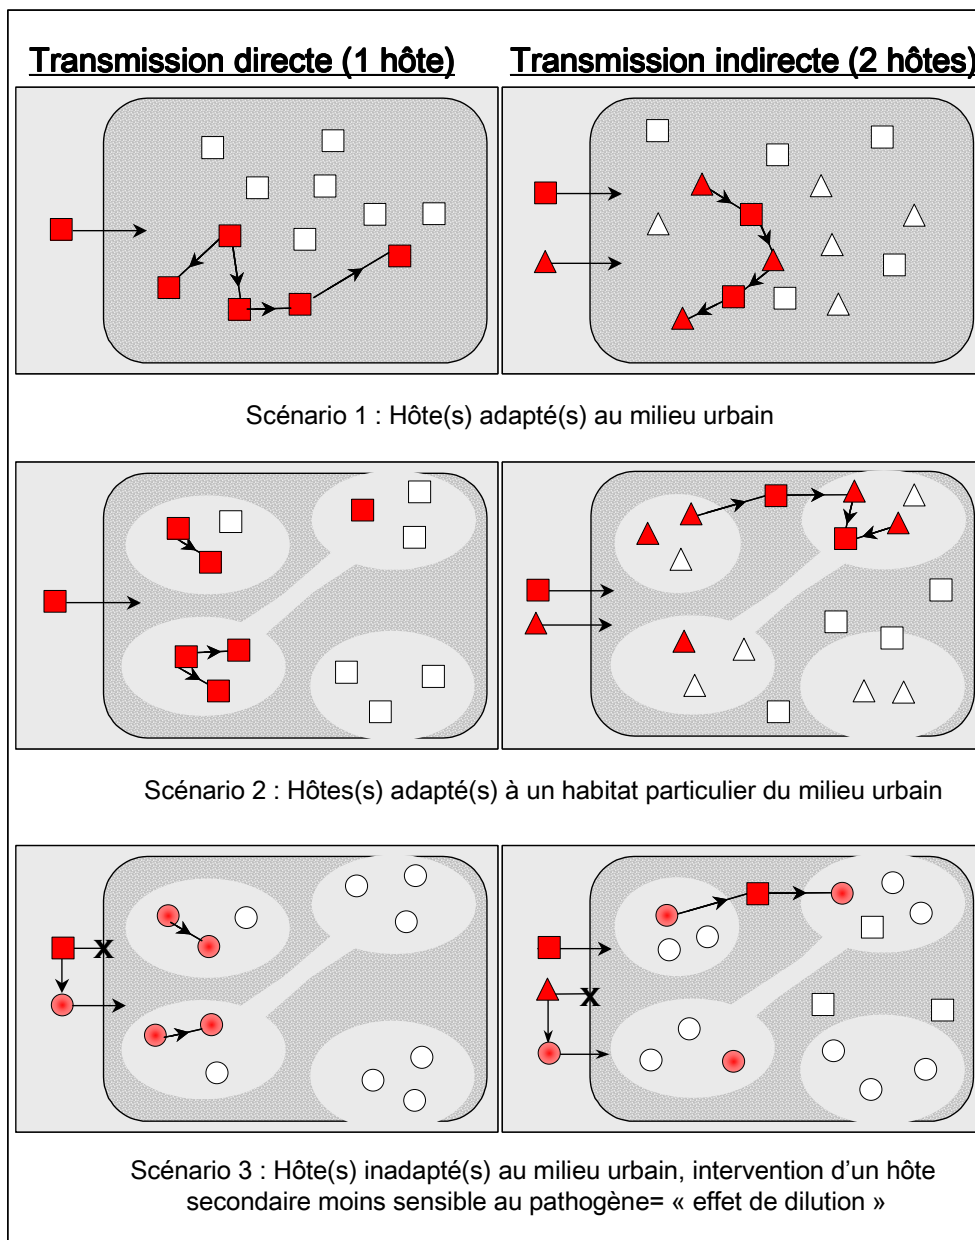 Transmission directe (1 hôte)
Transmission indirecte (2 hôtes)
Scénario 1 : Hôte(s) adapté(s) au milieu urbain
Scénario 2 : Hôtes(s) adapté(s) à un habitat particulier du milieu urbain
X
X
Scénario 3 : Hôte(s) inadapté(s) au milieu urbain, intervention d'un hôte
secondaire moins sensible au pathogène= « effet de dilution »